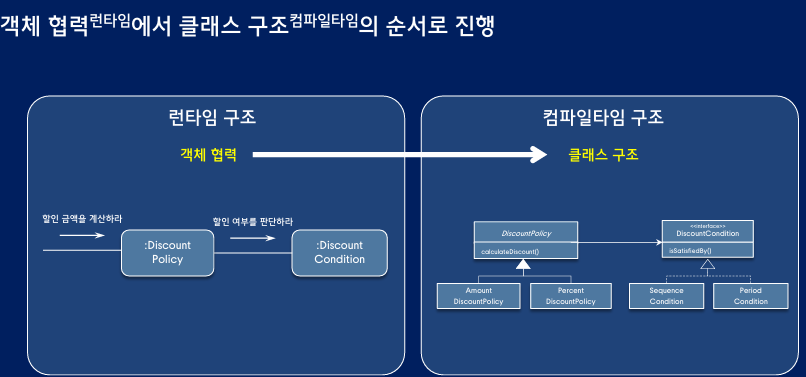 객체 협력런타임에서 클래스 구조컴파일타임의 순서로 진행
런타임 구조
객체 협력
할인 금액을 계산하라
할인 여부를 판단하라
:Discount
Policy
:Discount
Condition
컴파일타임 구조
클래스 구조
DiscountPolicy
calculateDiscount()
<<interface>>
DiscountCondition
isSatisfiedBy()
Amount
DiscountPolicy
Percent
DiscountPolicy
Sequence
Condition
Period
Condition